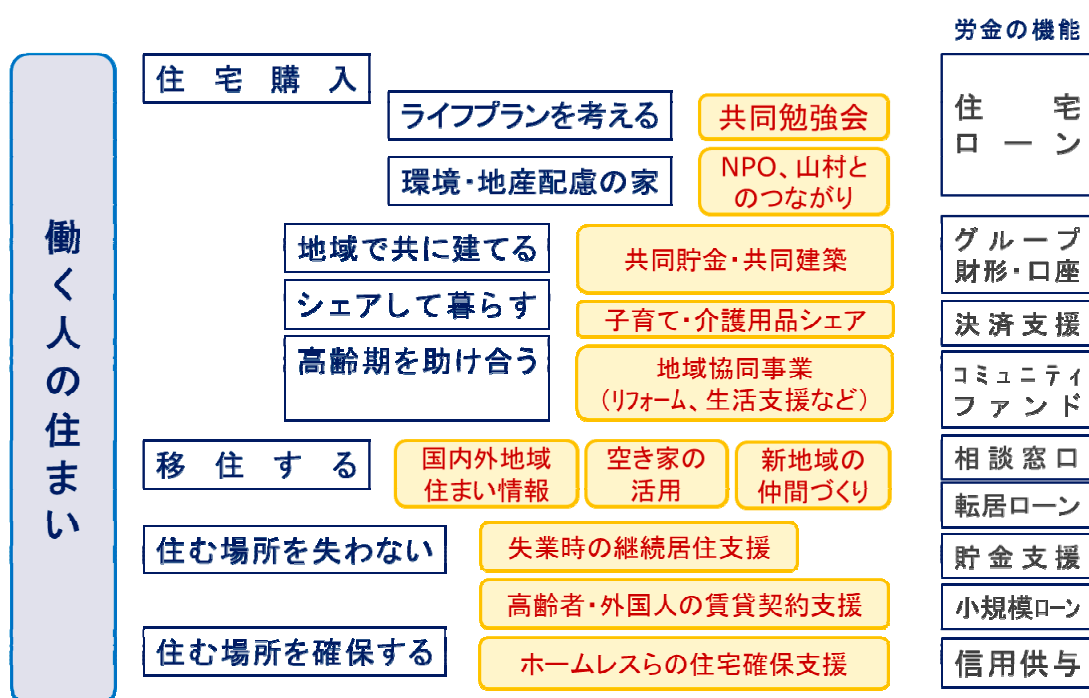 労金の機能
働く人の住まい
住宅購入
ライフプランを考える
共同勉強会
環境・地産配慮の家
NPO、山村と
のつながり
住宅
ローン
地域で共に建てる
共同貯金・共同建築
グループ
財形・口座
シェアして暮らす
子育て・介護用品シェア
決済支援
高齢期を助け合う
地域協同事業
（リフォーム、生活支援など）
コミュニティ
ファンド
移住する
国内外地域
住まい情報
空き家の
活用
新地域の
仲間づくり
相談窓口
転居ローン
住む場所を失わない
失業時の継続居住支援
貯金支援
高齢者・外国人の賃貸契約支援
小規模ローン
住む場所を確保する
ホームレスらの住宅確保支援
信用供与